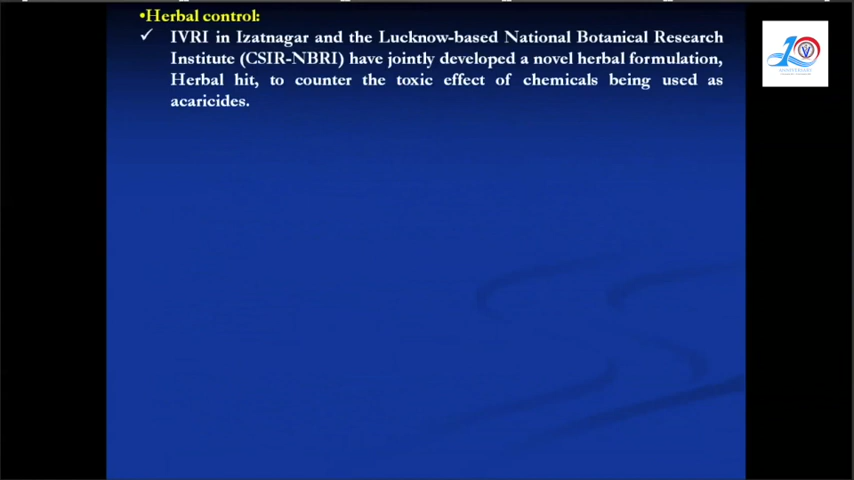 •Herbal control:
✓ IVRI in Izatnagar and the Lucknow-based National Botanical Research
Institute (CSIR-NBRI) have jointly developed a novel herbal formulation,
Herbal hit, to counter the toxic effect of chemicals being used as
acaricides.
10